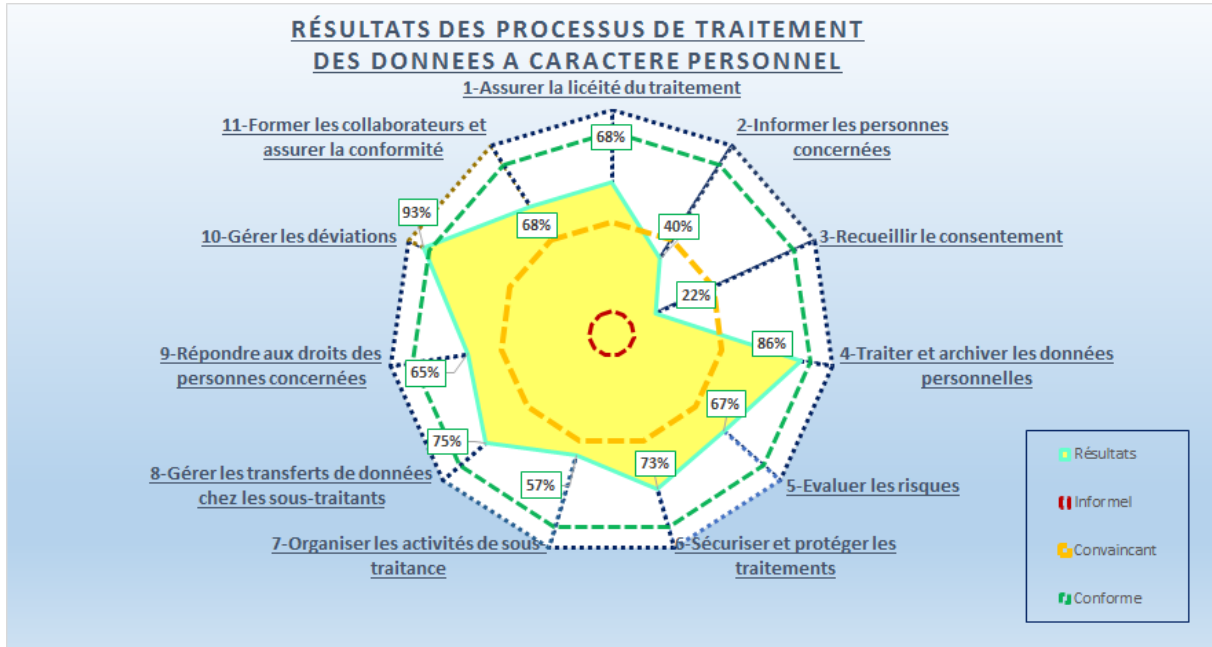 RÉSULTATS DES PROCESSUS DE TRAITEMENT
DES DONNEES A CARACTERE PERSONNEL
1-Assurer la licéité du traitement
68%
2-Informer les personnes
concernées
40%
3-Recueillir le consentement
22%
4-Traiter et archiver les données
personnelles
86%
5-Evaluer les risques
67%
6-Sécuriser et protéger les
traitements
73%
7-Organiser les activités de sous-
traitance
57%
8-Gérer les transferts de données
chez les sous-traitants
75%
9-Répondre aux droits des
personnes concernées
65%
10-Gérer les déviations
93%
11-Former les collaborateurs et
assurer la conformité
68%
Résultats
Informel
Convaincant
Conforme